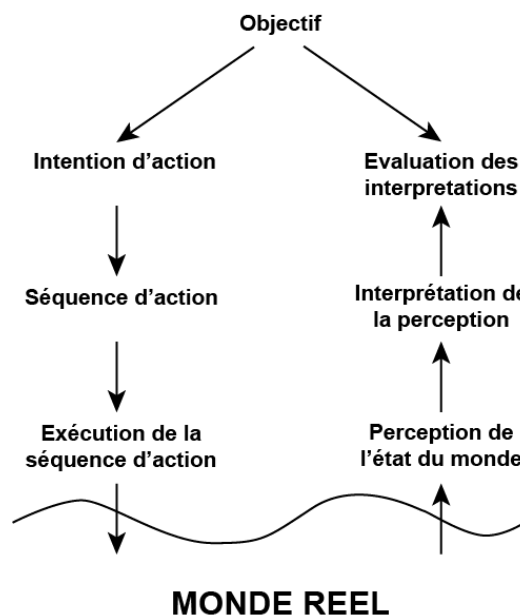 Objectif
Intention d'action
Evaluation des
interpretations
Séquence d'action
Interprétation de
la perception
Exécution de la
séquence d'action
Perception de
l'état du monde
MONDE REEL